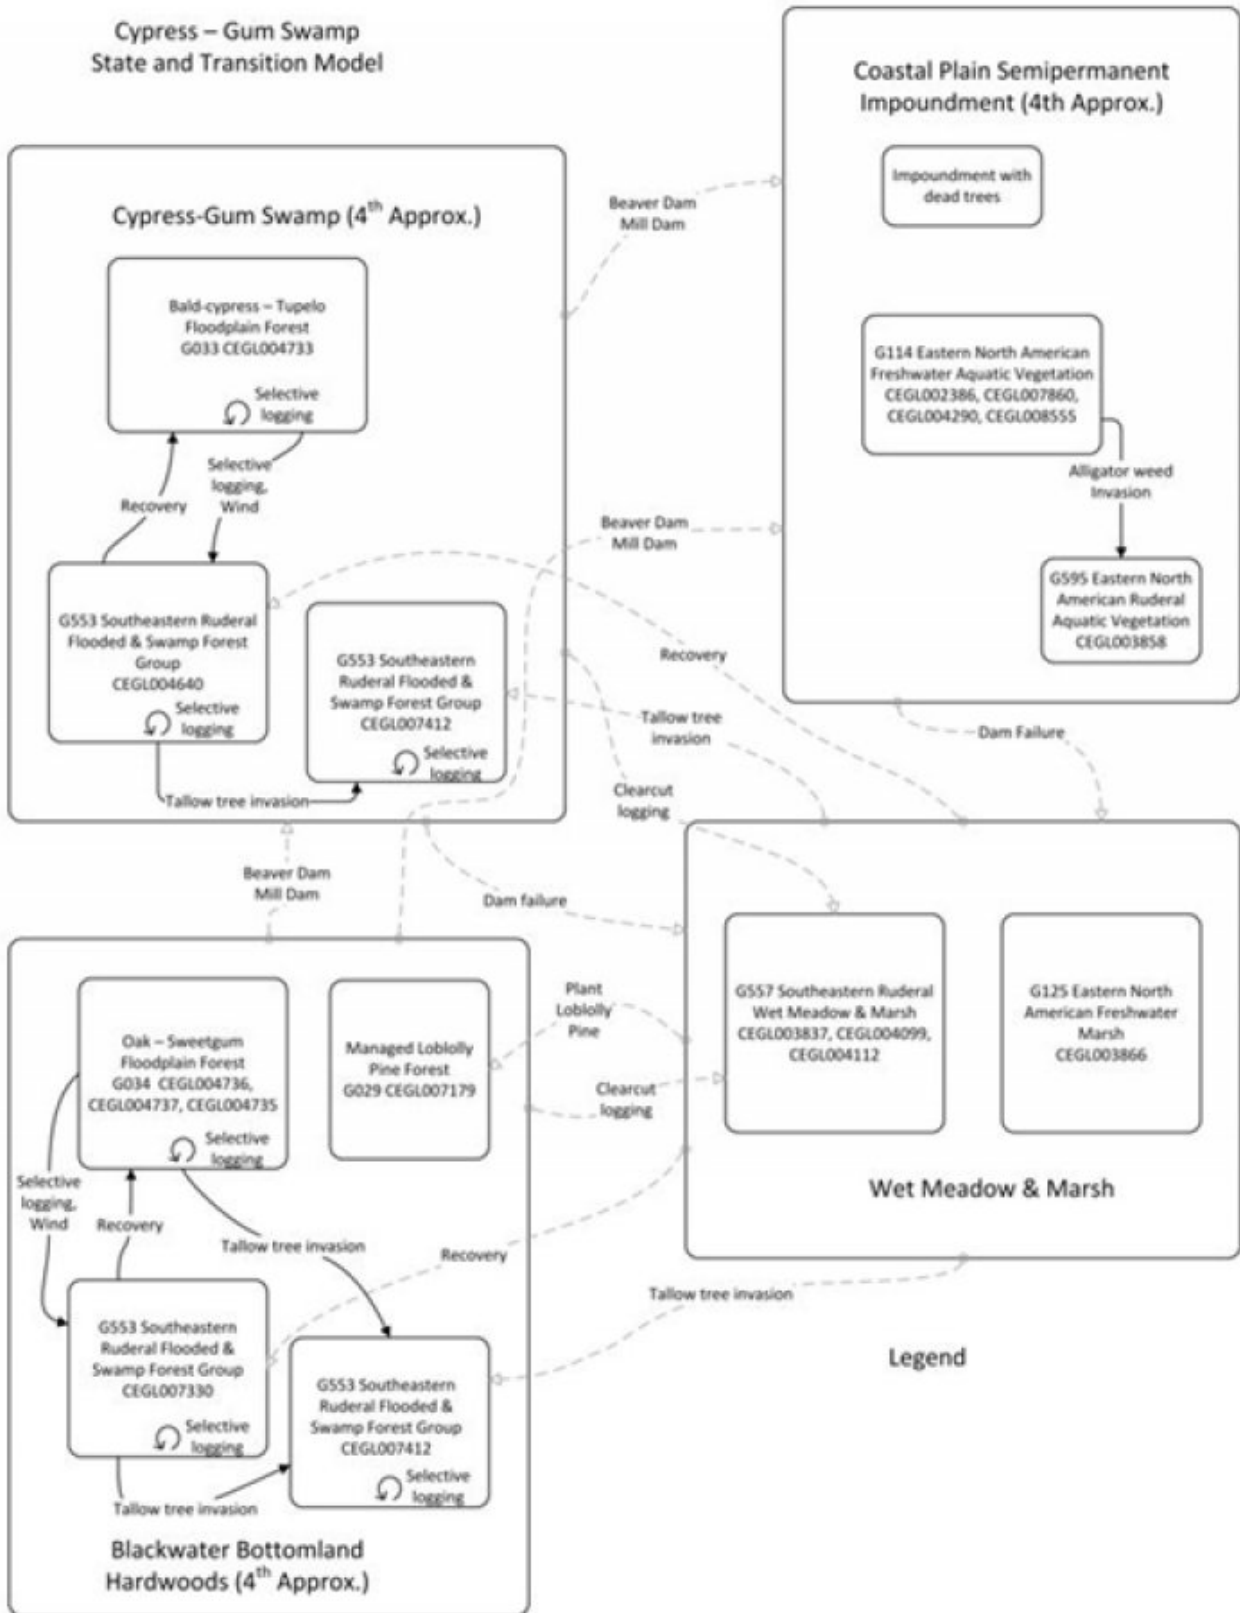 Cypress – Gum Swamp
State and Transition Model
Coastal Plain Semipermanent
Impoundment (4th Approx.)
Impoundment with
dead trees
G114 Eastern North American
Freshwater Aquatic Vegetation
CEGL002386, CEGL007860,
CEGL004290, CEGL008555
Alligator weed
Invasion
G595 Eastern North
American Ruderal
Aquatic Vegetation
CEGL003858
Beaver Dam
Mill Dam
Cypress-Gum Swamp (4th Approx.)
Bald-cypress – Tupelo
Floodplain Forest
G033 CEGL004733
Selective
logging
Selective
logging,
Wind
Recovery
Beaver Dam
Mill Dam
G553 Southeastern Ruderal
Flooded & Swamp Forest
Group
CEGL004640
Selective
logging
G553 Southeastern
Ruderal Flooded &
Swamp Forest Group
CEGL007412
Selective
logging
Tallow tree invasion
Recovery
Tallow tree
invasion
Dam Failure
Clearcut
logging
Beaver Dam
Mill Dam
Dam failure
G557 Southeastern Ruderal
Wet Meadow & Marsh
CEGL003837, CEGL004099,
CEGL004112
G125 Eastern North
American Freshwater
Marsh
CEGL003866
Wet Meadow & Marsh
Plant
Loblolly
Pine
Clearcut
logging
Oak – Sweetgum
Floodplain Forest
G034 CEGL004736,
CEGL004737, CEGL004735
Selective
logging
Managed Loblolly
Pine Forest
G029 CEGL007179
Selective
logging,
Wind
Recovery
Tallow tree invasion
Recovery
Tallow tree invasion
G553 Southeastern
Ruderal Flooded &
Swamp Forest Group
CEGL007330
Selective
logging
G553 Southeastern
Ruderal Flooded &
Swamp Forest Group
CEGL007412
Selective
logging
Tallow tree invasion
Legend
Blackwater Bottomland
Hardwoods (4th Approx.)